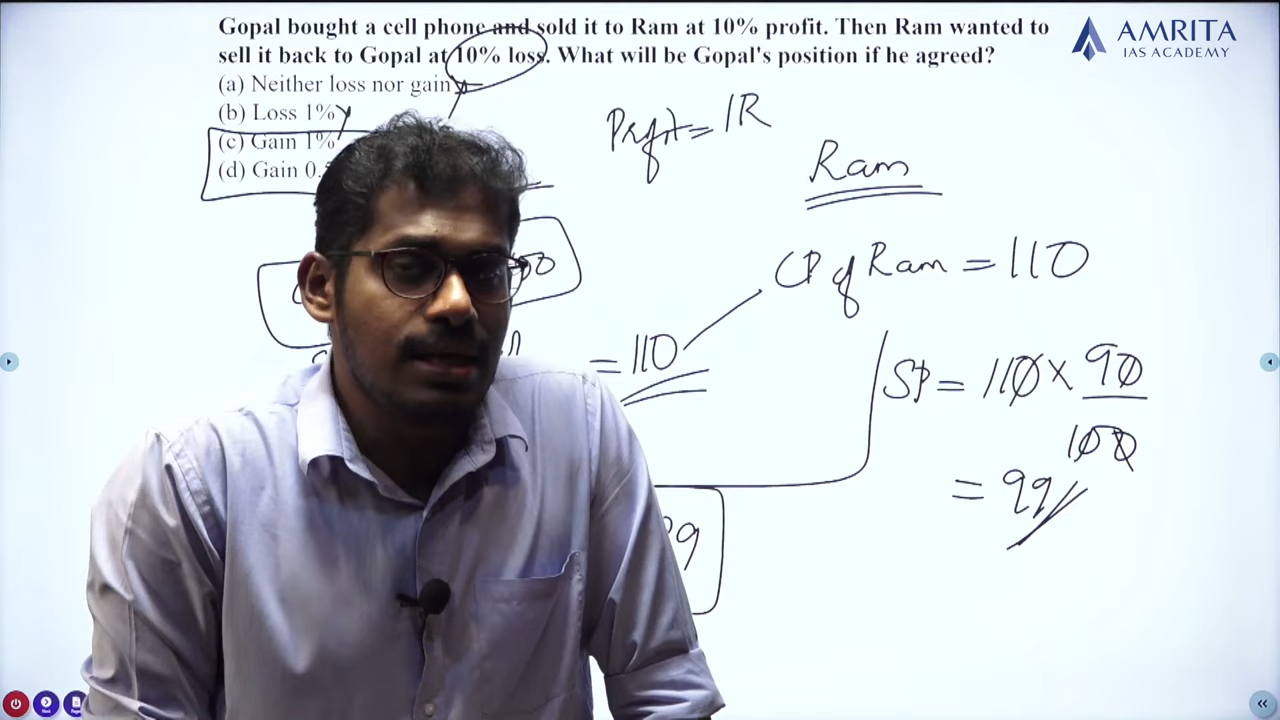 Gopal bought a cell phone and sold it to Ram at 10% profit. Then Ram wanted to
sell it back to Gopal at 10% loss. What will be Gopal's position if he agreed?
(a) Neither loss nor gain
(b) Loss 1%
(c) Gain 1%
(d) Gain 0.
AMRITA
IAS ACADEMY
Profit = 1R
Ram
CP of Ram = 110
= 110
SP = 110 × 90
100
= 99
99